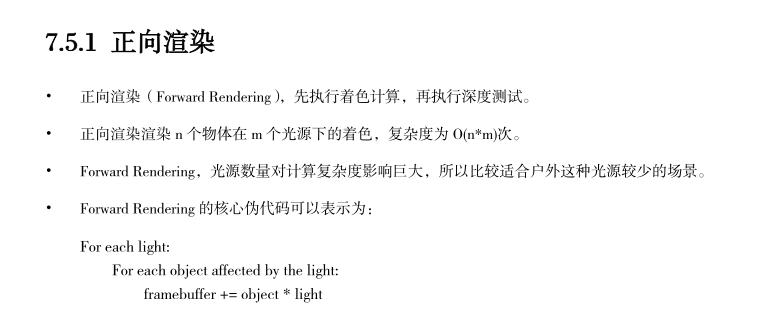 7.5.1 正向渲染
• 正向渲染（Forward Rendering），先执行着色计算，再执行深度测试。
• 正向渲染渲染 n 个物体在 m 个光源下的着色，复杂度为 O(n*m)次。
• Forward Rendering，光源数量对计算复杂度影响巨大，所以比较适合户外这种光源较少的场景。
• Forward Rendering 的核心伪代码可以表示为：
For each light:
For each object affected by the light:
framebuffer += object * light